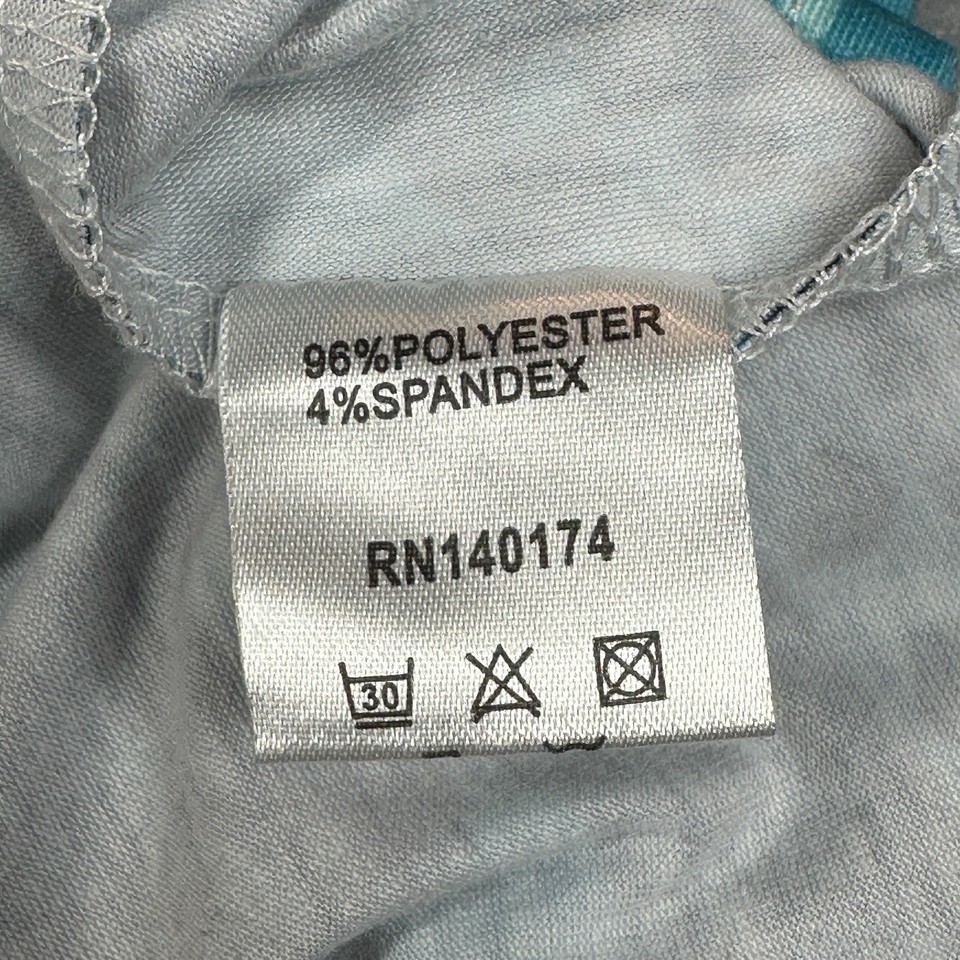 96%POLYESTER
4%SPANDEX
RN140174
30